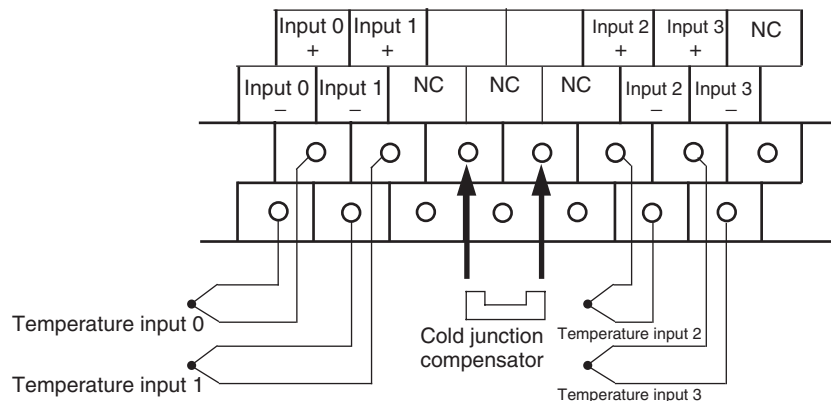 Input 0 Input 1 Input 2 Input 3 NC
+ + + +
Input 0 Input 1 NC NC NC Input 2 Input 3
– – – –
Temperature input 0
Cold junction
compensator
Temperature input 2
Temperature input 1
Temperature input 3